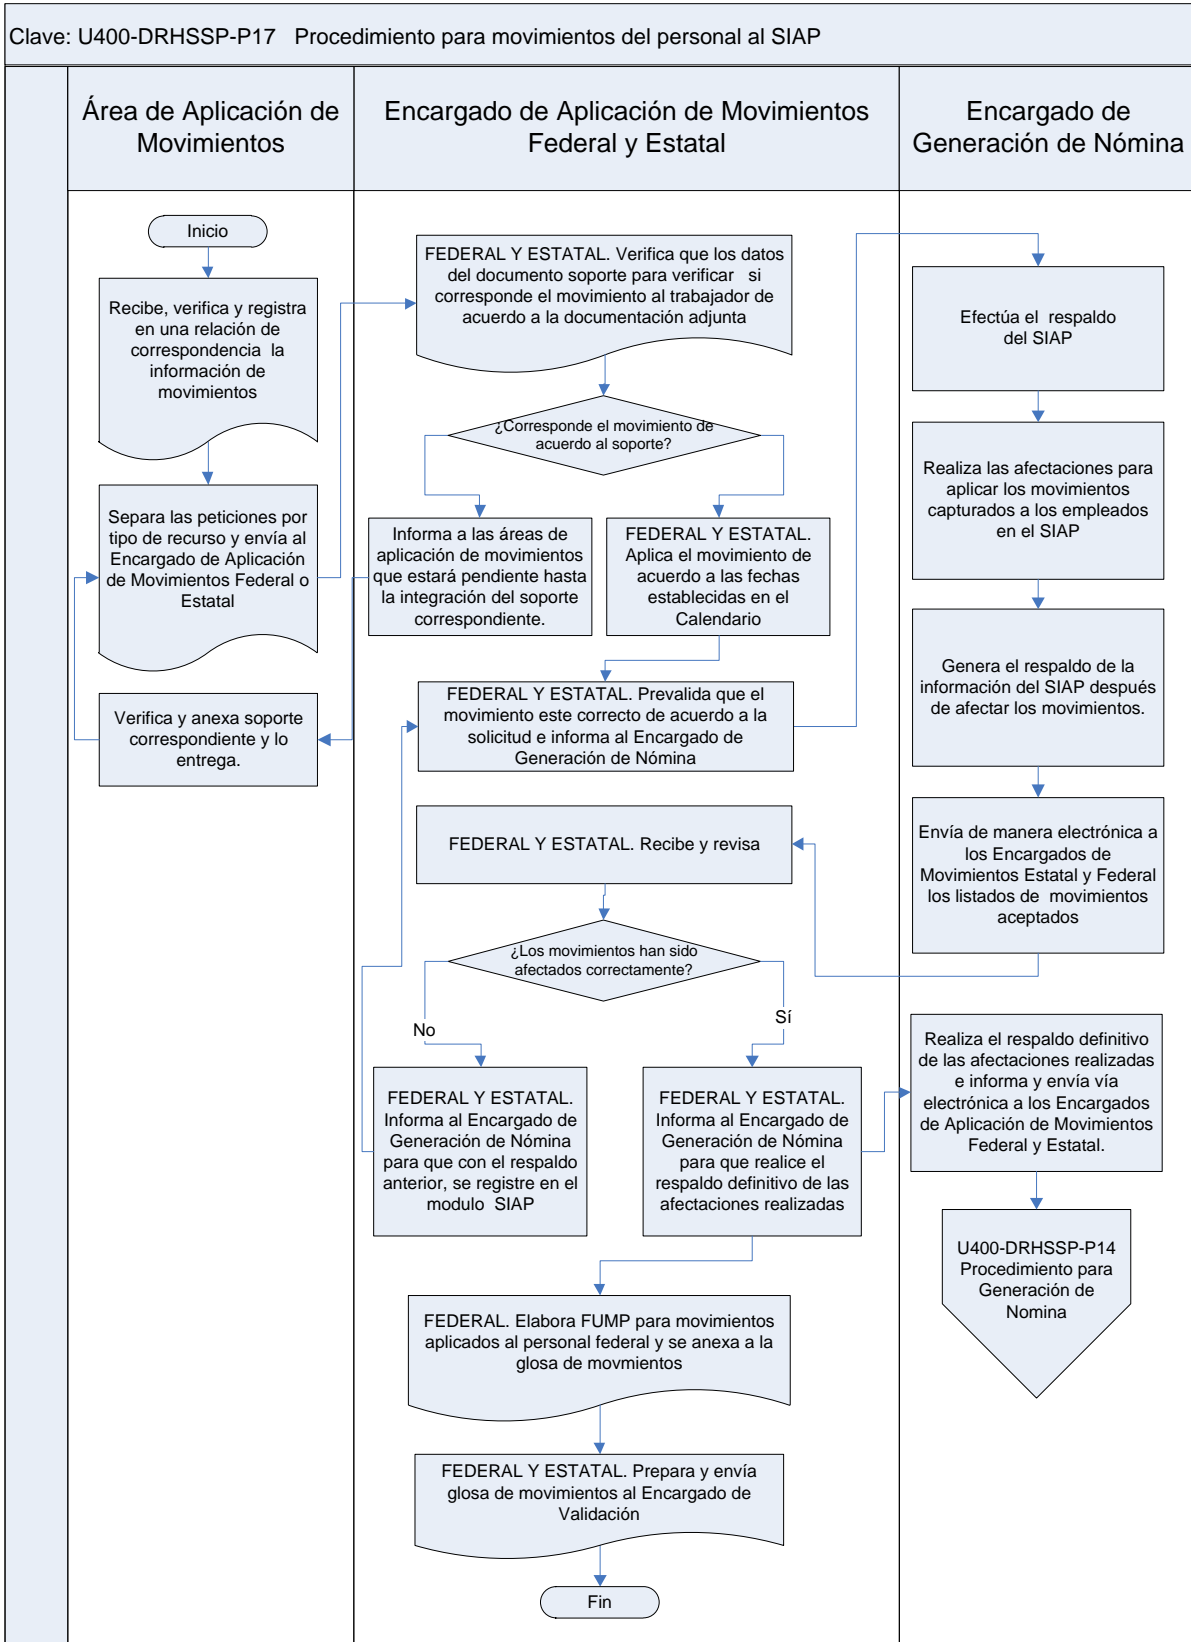 Clave: U400-DRHSSP-P17   Procedimiento para movimientos del personal al SIAP
Área de Aplicación de
Movimientos
Encargado de Aplicación de Movimientos
Federal y Estatal
Encargado de
Generación de Nómina
Inicio
Recibe, verifica y registra
en una relación de
correspondencia  la
información de
movimientos
Separa las peticiones por
tipo de recurso y envía al
Encargado de Aplicación
de Movimientos Federal o
Estatal
Verifica y anexa soporte
correspondiente y lo
entrega.
FEDERAL Y ESTATAL. Verifica que los datos
del documento soporte para verificar   si
corresponde el movimiento al trabajador de
acuerdo a la documentación adjunta
¿Corresponde el movimiento de
acuerdo al soporte?
Informa a las áreas de
aplicación de movimientos
que estará pendiente hasta
la integración del soporte
correspondiente.
FEDERAL Y ESTATAL.
Aplica el movimiento de
acuerdo a las fechas
establecidas en el
Calendario
FEDERAL Y ESTATAL. Prevalida que el
movimiento este correcto de acuerdo a la
solicitud e informa al Encargado de
Generación de Nómina
FEDERAL Y ESTATAL. Recibe y revisa
¿Los movimientos han sido
afectados correctamente?
No
Sí
FEDERAL Y ESTATAL.
Informa al Encargado de
Generación de Nómina
para que con el respaldo
anterior, se registre en el
modulo  SIAP
FEDERAL Y ESTATAL.
Informa al Encargado de
Generación de Nómina
para que realice el
respaldo definitivo de las
afectaciones realizadas
FEDERAL. Elabora FUMP para movimientos
aplicados al personal federal y se anexa a la
glosa de movmientos
FEDERAL Y ESTATAL. Prepara y envía
glosa de movimientos al Encargado de
Validación
Fin
Efectúa el  respaldo
del SIAP
Realiza las afectaciones para
aplicar los movimientos
capturados a los empleados
en el SIAP
Genera el respaldo de la
información del SIAP después
de afectar los movimientos.
Envía de manera electrónica a
los Encargados de
Movimientos Estatal y Federal
los listados de  movimientos
aceptados
Realiza el respaldo definitivo
de las afectaciones realizadas
e informa y envía vía
electrónica a los Encargados
de Aplicación de Movimientos
Federal y Estatal.
U400-DRHSSP-P14
Procedimiento para
Generación de
Nomina